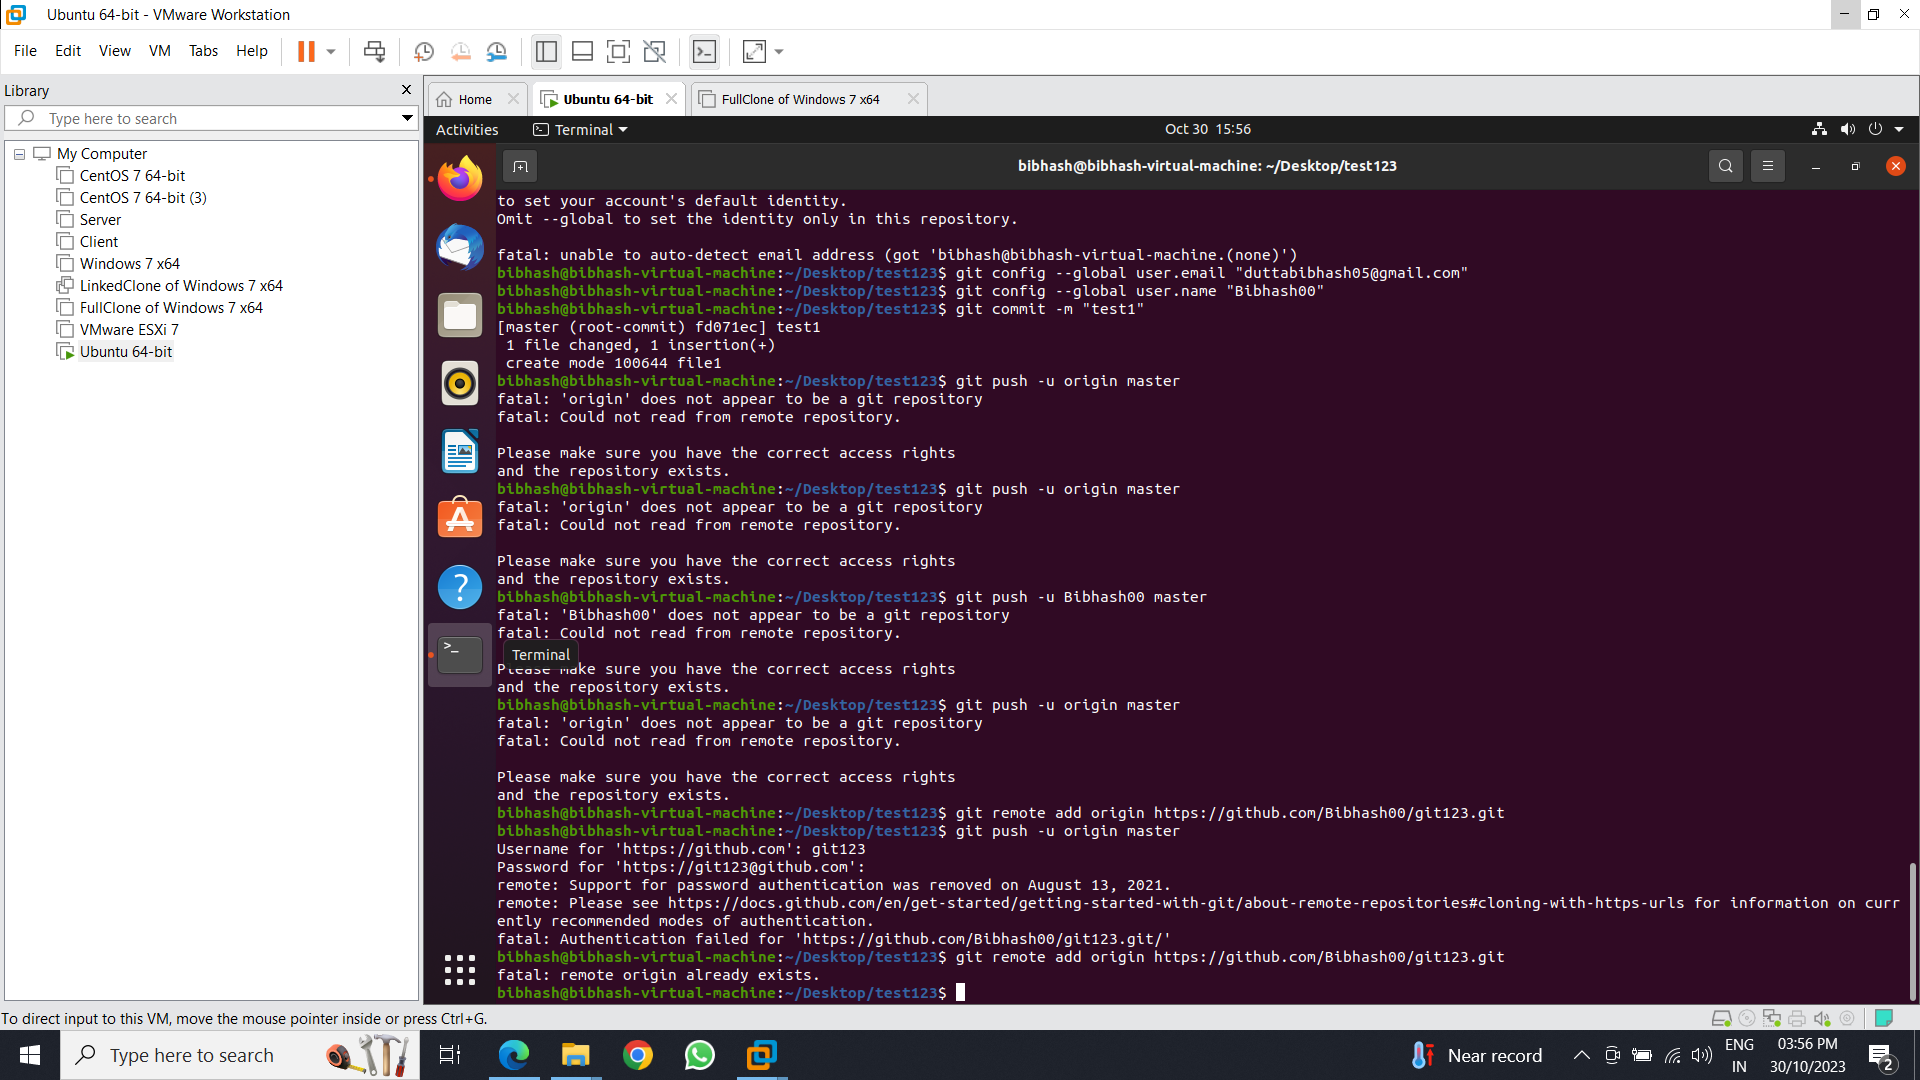 Ubuntu 64-bit - VMware Workstation
File Edit View VM Tabs Help
Library
Type here to search
My Computer
CentOS 7 64-bit
CentOS 7 64-bit (3)
Server
Client
Windows 7 x64
LinkedClone of Windows 7 x64
FullClone of Windows 7 x64
VMware ESXi 7
Ubuntu 64-bit
Home
Ubuntu 64-bit
FullClone of Windows 7 x64
Activities
Terminal
Oct 30 15:56
bibhash@bibhash-virtual-machine: ~/Desktop/test123
to set your account's default identity.
Omit --global to set the identity only in this repository.
fatal: unable to auto-detect email address (got 'bibhash@bibhash-virtual-machine.(none)')
bibhash@bibhash-virtual-machine:~/Desktop/test123$ git config --global user.email "duttabibhash05@gmail.com"
bibhash@bibhash-virtual-machine:~/Desktop/test123$ git config --global user.name "Bibhash00"
bibhash@bibhash-virtual-machine:~/Desktop/test123$ git commit -m "test1"
[master (root-commit) fd071ec] test1
1 file changed, 1 insertion(+)
create mode 100644 file1
bibhash@bibhash-virtual-machine:~/Desktop/test123$ git push -u origin master
fatal: 'origin' does not appear to be a git repository
fatal: Could not read from remote repository.
Please make sure you have the correct access rights
and the repository exists.
bibhash@bibhash-virtual-machine:~/Desktop/test123$ git push -u origin master
fatal: 'origin' does not appear to be a git repository
fatal: Could not read from remote repository.
Please make sure you have the correct access rights
and the repository exists.
bibhash@bibhash-virtual-machine:~/Desktop/test123$ git push -u Bibhash00 master
fatal: 'Bibhash00' does not appear to be a git repository
fatal: Could not read from remote repository.
Terminal
Please make sure you have the correct access rights
and the repository exists.
bibhash@bibhash-virtual-machine:~/Desktop/test123$ git push -u origin master
fatal: 'origin' does not appear to be a git repository
fatal: Could not read from remote repository.
Please make sure you have the correct access rights
and the repository exists.
bibhash@bibhash-virtual-machine:~/Desktop/test123$ git remote add origin https://github.com/Bibhash00/git123.git
bibhash@bibhash-virtual-machine:~/Desktop/test123$ git push -u origin master
Username for 'https://github.com': git123
Password for 'https://git123@github.com':
remote: Support for password authentication was removed on August 13, 2021.
remote: Please see https://docs.github.com/en/get-started/getting-started-with-git/about-remote-repositories#cloning-with-https-urls for information on curr
ently recommended modes of authentication.
fatal: Authentication failed for 'https://github.com/Bibhash00/git123.git/'
bibhash@bibhash-virtual-machine:~/Desktop/test123$ git remote add origin https://github.com/Bibhash00/git123.git
fatal: remote origin already exists.
bibhash@bibhash-virtual-machine:~/Desktop/test123$
To direct input to this VM, move the mouse pointer inside or press Ctrl+G.
Type here to search
Near record
ENG
IN
03:56 PM
30/10/2023
2